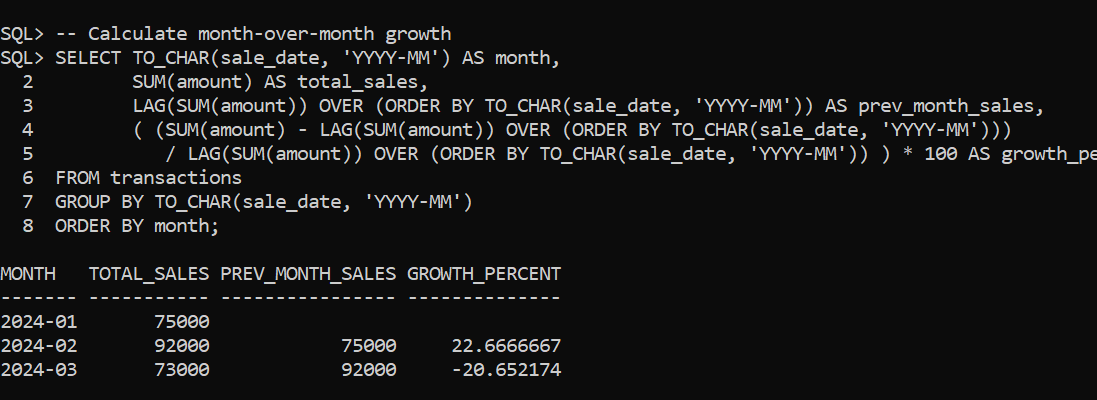 SQL> -- Calculate month-over-month growth
SQL> SELECT TO_CHAR(sale_date, 'YYYY-MM') AS month,
  2         SUM(amount) AS total_sales,
  3         LAG(SUM(amount)) OVER (ORDER BY TO_CHAR(sale_date, 'YYYY-MM')) AS prev_month_sales,
  4         ( (SUM(amount) - LAG(SUM(amount)) OVER (ORDER BY TO_CHAR(sale_date, 'YYYY-MM')))
  5            / LAG(SUM(amount)) OVER (ORDER BY TO_CHAR(sale_date, 'YYYY-MM')) ) * 100 AS growth_pe
  6  FROM transactions
  7  GROUP BY TO_CHAR(sale_date, 'YYYY-MM')
  8  ORDER BY month;
MONTH   TOTAL_SALES PREV_MONTH_SALES GROWTH_PERCENT
------- ----------- ---------------- --------------
2024-01       75000
2024-02       92000            75000     22.6666667
2024-03       73000            92000     -20.652174